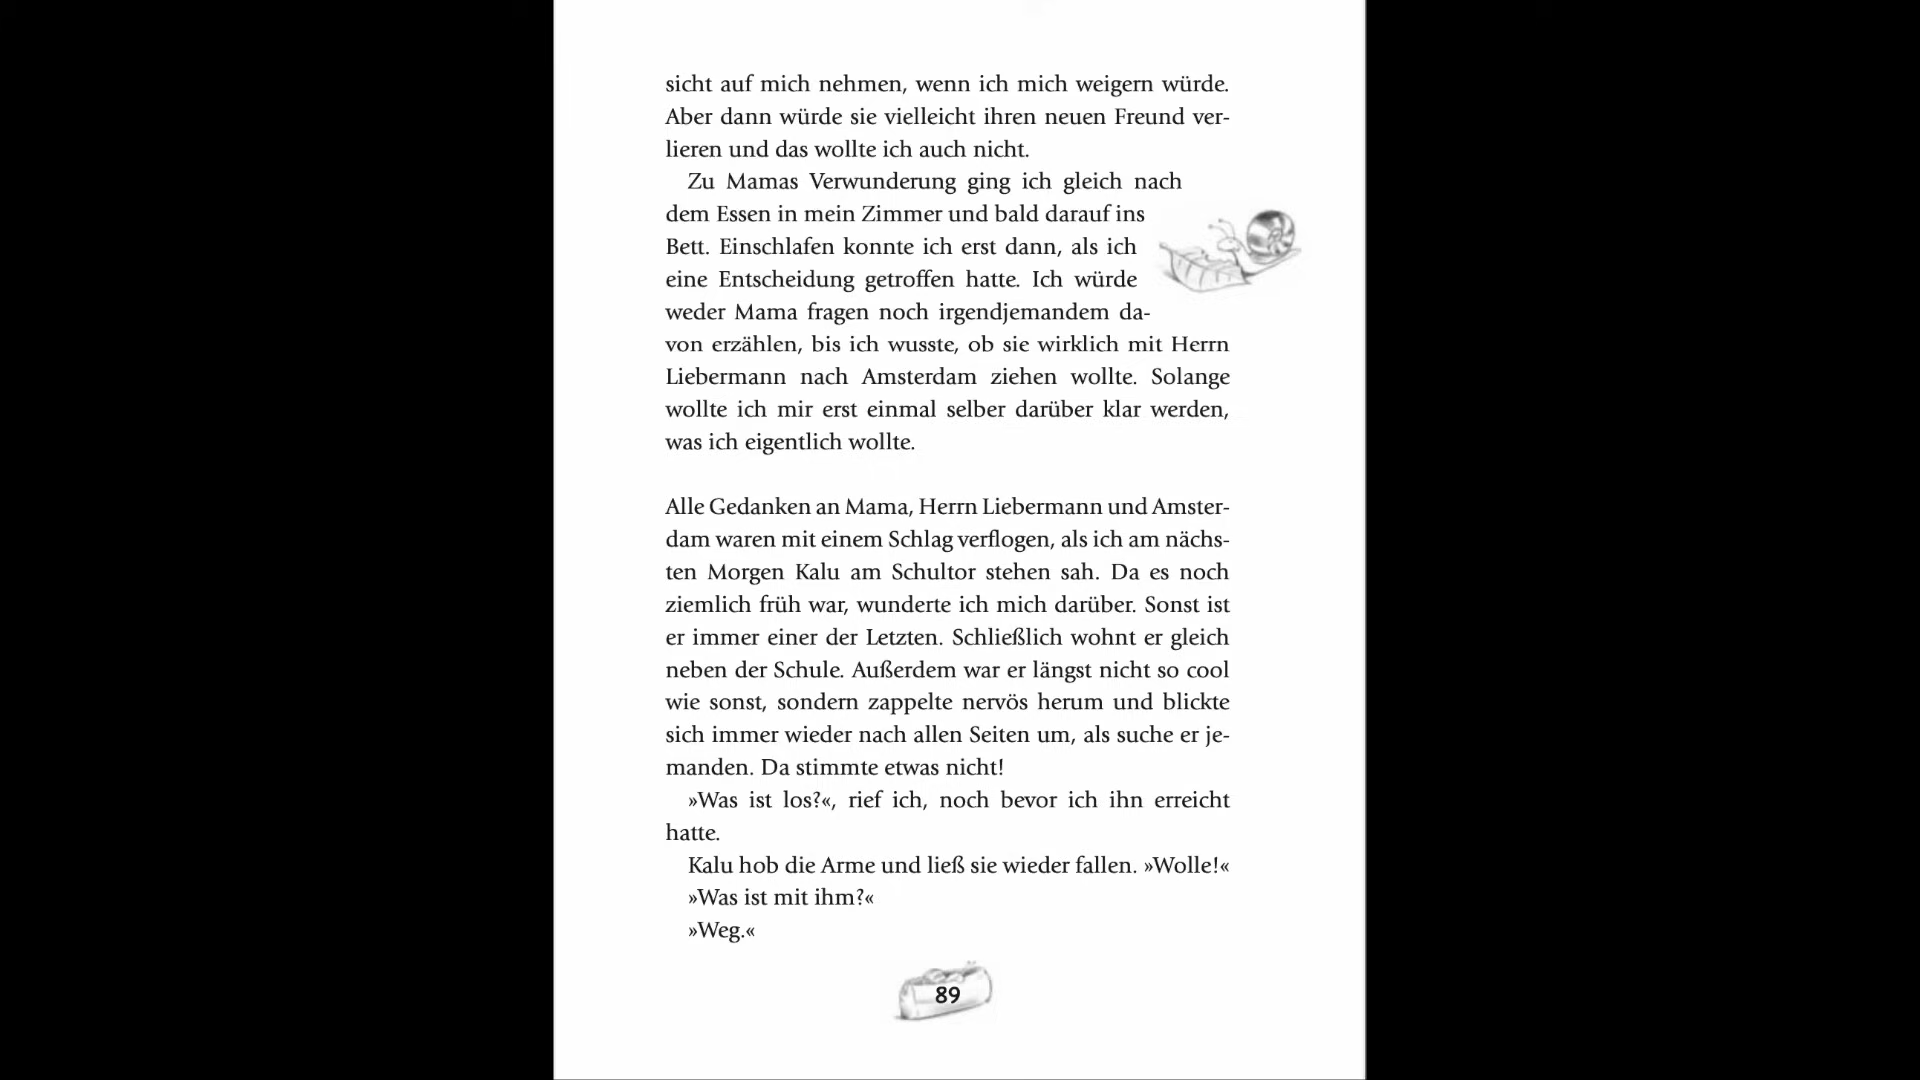 sicht auf mich nehmen, wenn ich mich weigern würde.
Aber dann würde sie vielleicht ihren neuen Freund ver-
lieren und das wollte ich auch nicht.
Zu Mamas Verwunderung ging ich gleich nach
dem Essen in mein Zimmer und bald darauf ins
Bett. Einschlafen konnte ich erst dann, als ich
eine Entscheidung getroffen hatte. Ich würde
weder Mama fragen noch irgendjemandem da-
von erzählen, bis ich wusste, ob sie wirklich mit Herrn
Liebermann nach Amsterdam ziehen wollte. Solange
wollte ich mir erst einmal selber darüber klar werden,
was ich eigentlich wollte.
Alle Gedanken an Mama, Herrn Liebermann und Amster-
dam waren mit einem Schlag verflogen, als ich am nächs-
ten Morgen Kalu am Schultor stehen sah. Da es noch
ziemlich früh war, wunderte ich mich darüber. Sonst ist
er immer einer der Letzten. Schließlich wohnt er gleich
neben der Schule. Außerdem war er längst nicht so cool
wie sonst, sondern zappelte nervös herum und blickte
sich immer wieder nach allen Seiten um, als suche er je-
manden. Da stimmte etwas nicht!
»Was ist los?«, rief ich, noch bevor ich ihn erreicht
hatte.
Kalu hob die Arme und ließ sie wieder fallen. »Wolle!«
»Was ist mit ihm?«
»Weg.«
89